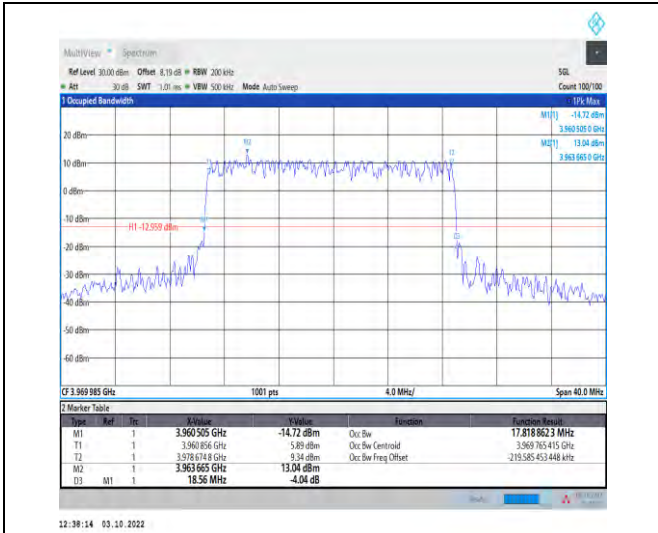 MultiView Spectrum
Ref Level 30.00 dBm Offset 8.19 dB RBW 200 kHz SGL
Att 30 dB SWT 1.01 ms VBW 500 kHz Mode Auto Sweep Count 100/100
1 Occupied Bandwidth 1Pk Max
M1[1] -14.72 dBm
3.960 505 0 GHz
M2[1] 13.04 dBm
3.963 665 0 GHz
20 dBm
M2
T2
10 dBm
0 dBm
-10 dBm
H1 -12.959 dBm
D3
-20 dBm
-30 dBm
-40 dBm
-50 dBm
-60 dBm
CF 3.969 985 GHz 1001 pts 4.0 MHz/ Span 40.0 MHz
2 Marker Table
Type Ref Trc X-Value Y-Value Function Function Result
M1 1 3.960 505 GHz -14.72 dBm Occ Bw 17.818 862 3 MHz
T1 1 3.960 856 GHz 5.89 dBm Occ Bw Centroid 3.969 765 415 GHz
T2 1 3.978 674 8 GHz 9.34 dBm Occ Bw Freq Offset -219.585 453 448 kHz
M2 1 3.963 665 GHz 13.04 dBm
D3 M1 1 18.56 MHz -4.04 dB
12:38:14 03.10.2022